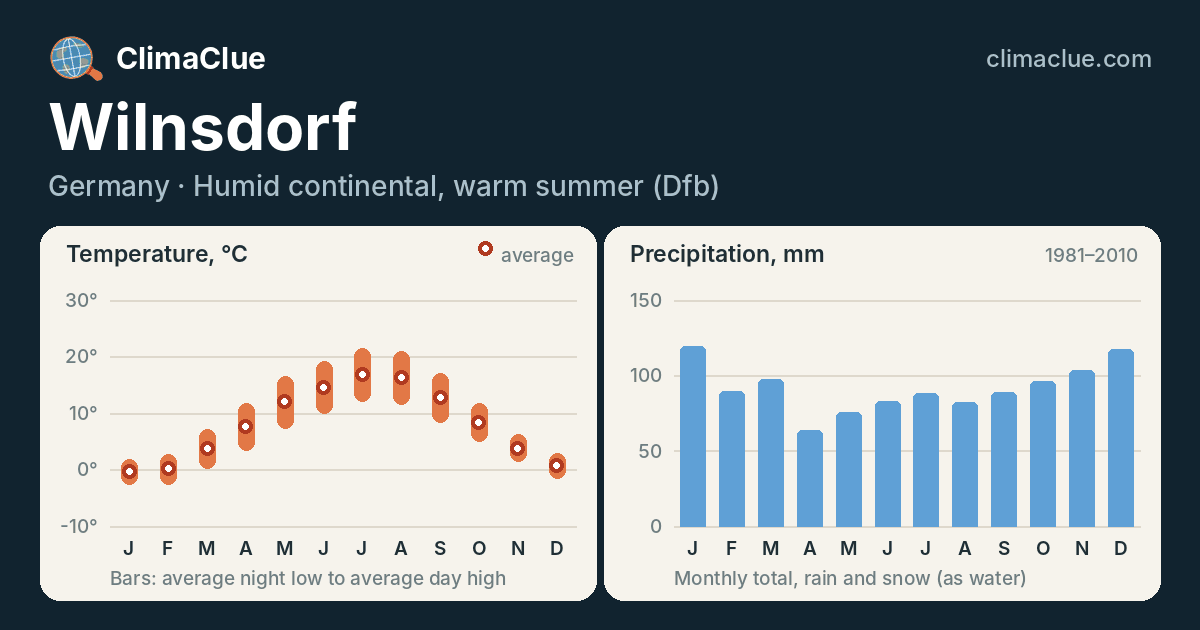 ClimaClue
climaclue.com
Wilnsdorf
Germany · Humid continental, warm summer (Dfb)
Temperature, °C
average
30°
20°
10°
0°
-10°
J F M A M J J A S O N D
Bars: average night low to average day high
Precipitation, mm
1981–2010
150
100
50
0
J F M A M J J A S O N D
Monthly total, rain and snow (as water)